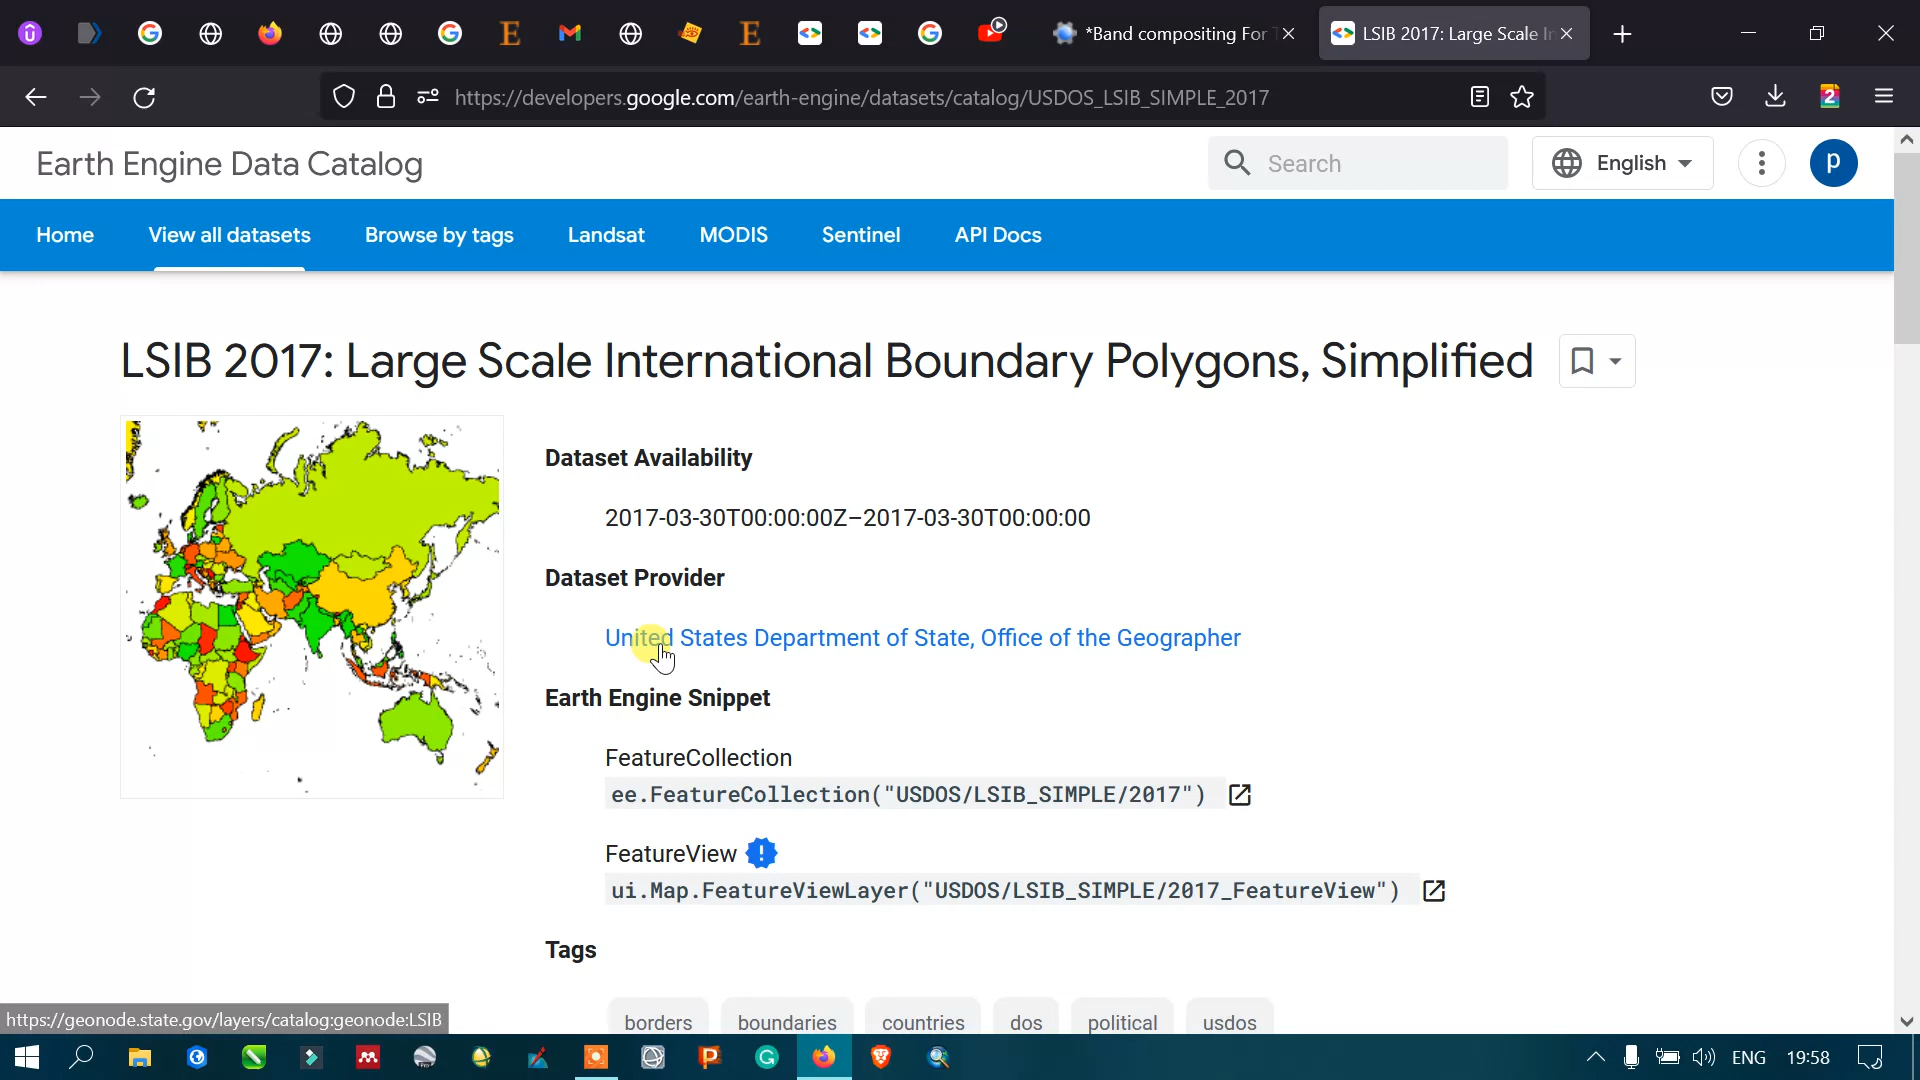 *Band compositing For T
LSIB 2017: Large Scale In
https://developers.google.com/earth-engine/datasets/catalog/USDOS_LSIB_SIMPLE_2017
2
Earth Engine Data Catalog
Search
English
p
Home
View all datasets
Browse by tags
Landsat
MODIS
Sentinel
API Docs
LSIB 2017: Large Scale International Boundary Polygons, Simplified
Dataset Availability
2017-03-30T00:00:00Z–2017-03-30T00:00:00
Dataset Provider
United States Department of State, Office of the Geographer
Earth Engine Snippet
FeatureCollection
ee.FeatureCollection("USDOS/LSIB_SIMPLE/2017")
FeatureView
ui.Map.FeatureViewLayer("USDOS/LSIB_SIMPLE/2017_FeatureView")
Tags
borders
boundaries
countries
dos
political
usdos
https://geonode.state.gov/layers/catalog:geonode:LSIB
ENG
19:58